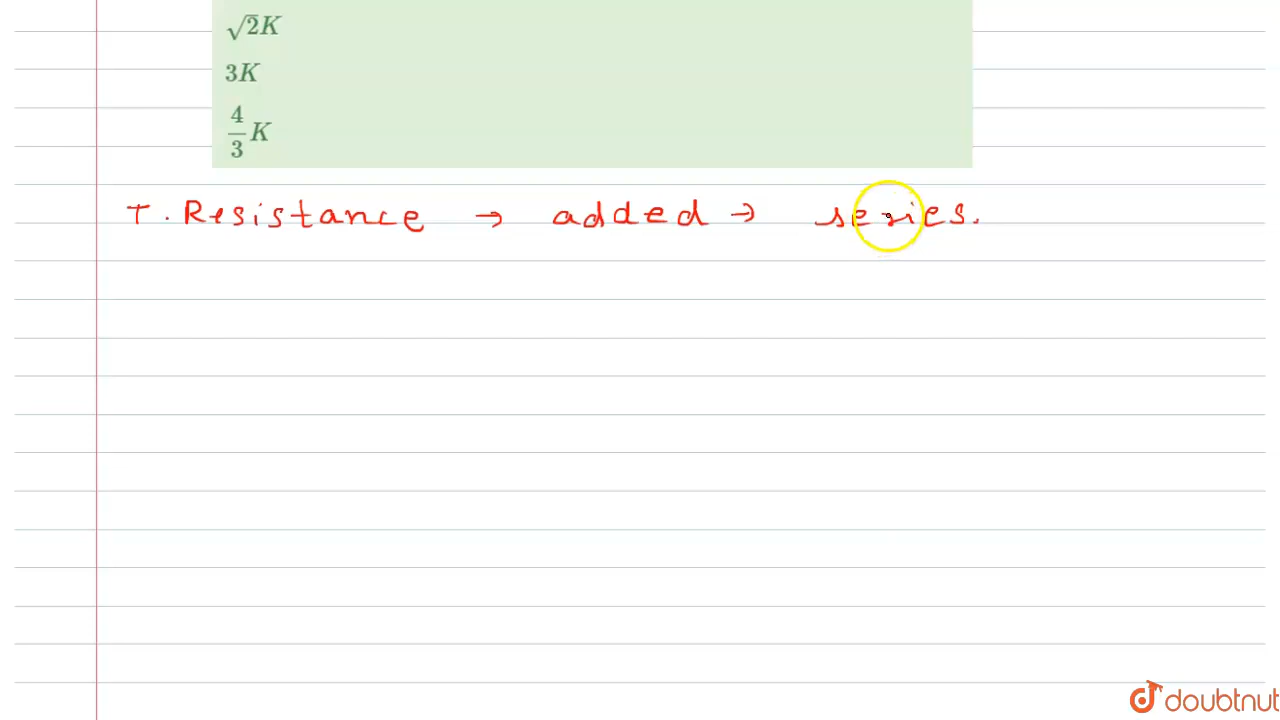 √2K
3K
4/3 K
T. Resistance → added → series.
doubtnut